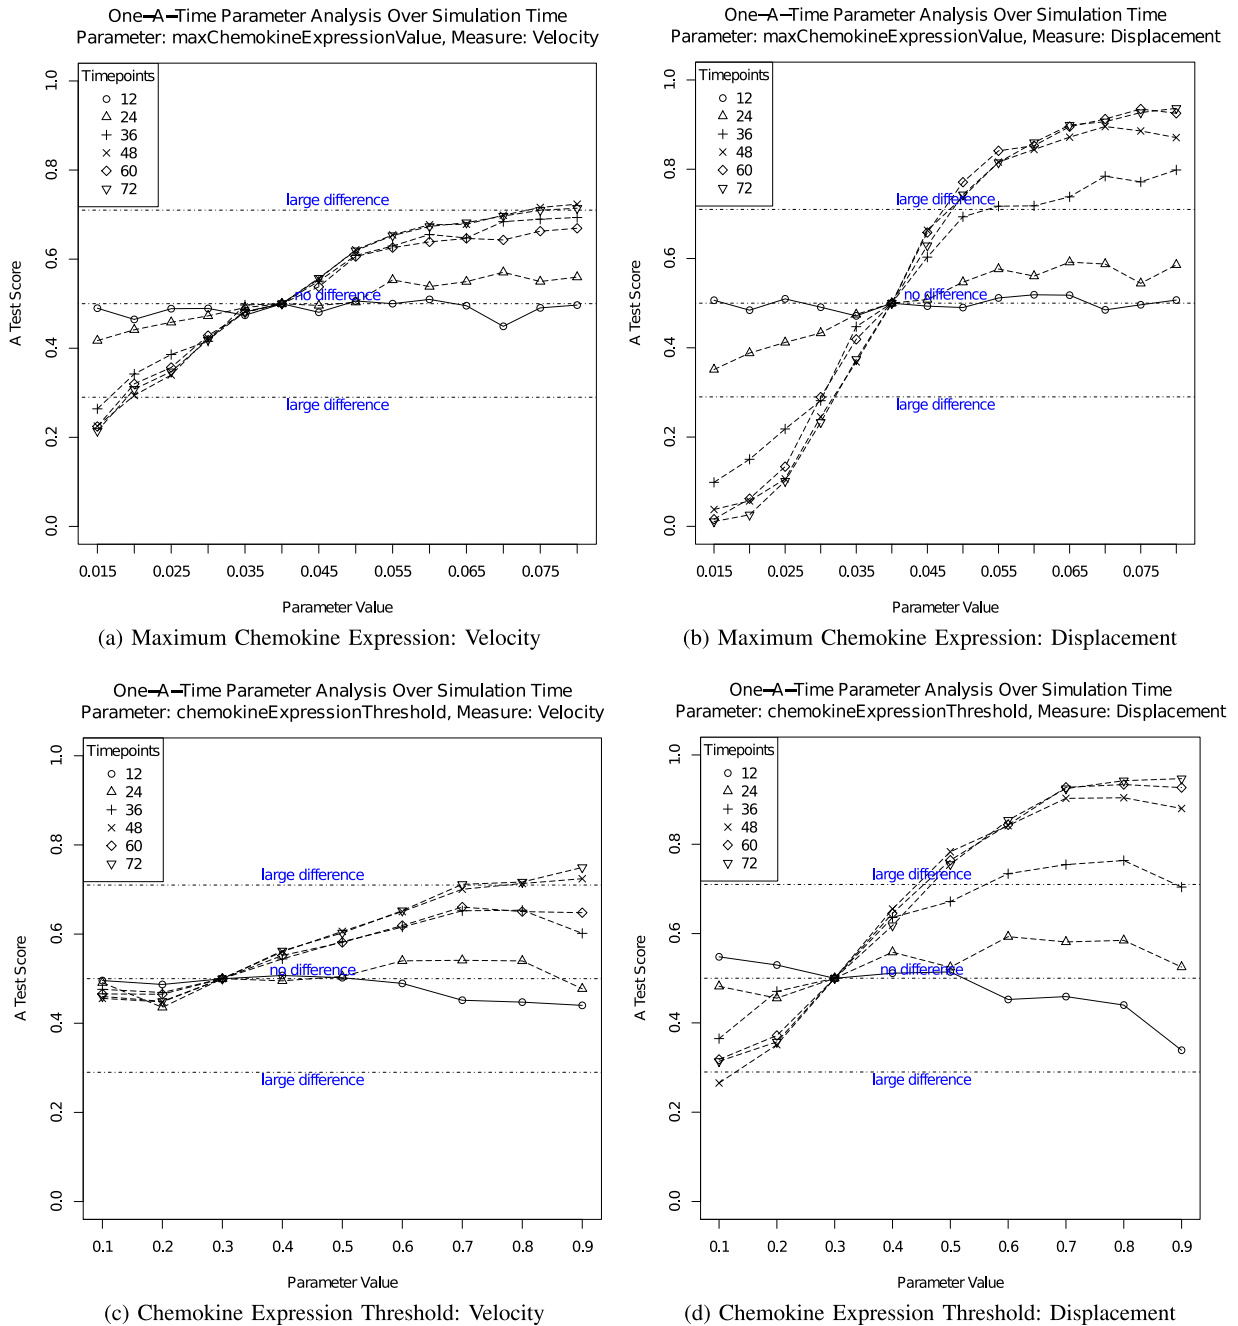 One-A-Time Parameter Analysis Over Simulation Time
Parameter: maxChemokineExpressionValue, Measure: Velocity
Timepoints
12
24
36
48
60
72
large difference
no difference
large difference
A Test Score
0.0
0.2
0.4
0.6
0.8
1.0
0.015
0.025
0.035
0.045
0.055
0.065
0.075
Parameter Value
(a) Maximum Chemokine Expression: Velocity
One-A-Time Parameter Analysis Over Simulation Time
Parameter: maxChemokineExpressionValue, Measure: Displacement
Timepoints
12
24
36
48
60
72
large difference
no difference
large difference
A Test Score
0.0
0.2
0.4
0.6
0.8
1.0
0.015
0.025
0.035
0.045
0.055
0.065
0.075
Parameter Value
(b) Maximum Chemokine Expression: Displacement
One-A-Time Parameter Analysis Over Simulation Time
Parameter: chemokineExpressionThreshold, Measure: Velocity
Timepoints
12
24
36
48
60
72
large difference
no difference
large difference
A Test Score
0.0
0.2
0.4
0.6
0.8
1.0
0.1
0.2
0.3
0.4
0.5
0.6
0.7
0.8
0.9
Parameter Value
(c) Chemokine Expression Threshold: Velocity
One-A-Time Parameter Analysis Over Simulation Time
Parameter: chemokineExpressionThreshold, Measure: Displacement
Timepoints
12
24
36
48
60
72
large difference
no difference
large difference
A Test Score
0.0
0.2
0.4
0.6
0.8
1.0
0.1
0.2
0.3
0.4
0.5
0.6
0.7
0.8
0.9
Parameter Value
(d) Chemokine Expression Threshold: Displacement